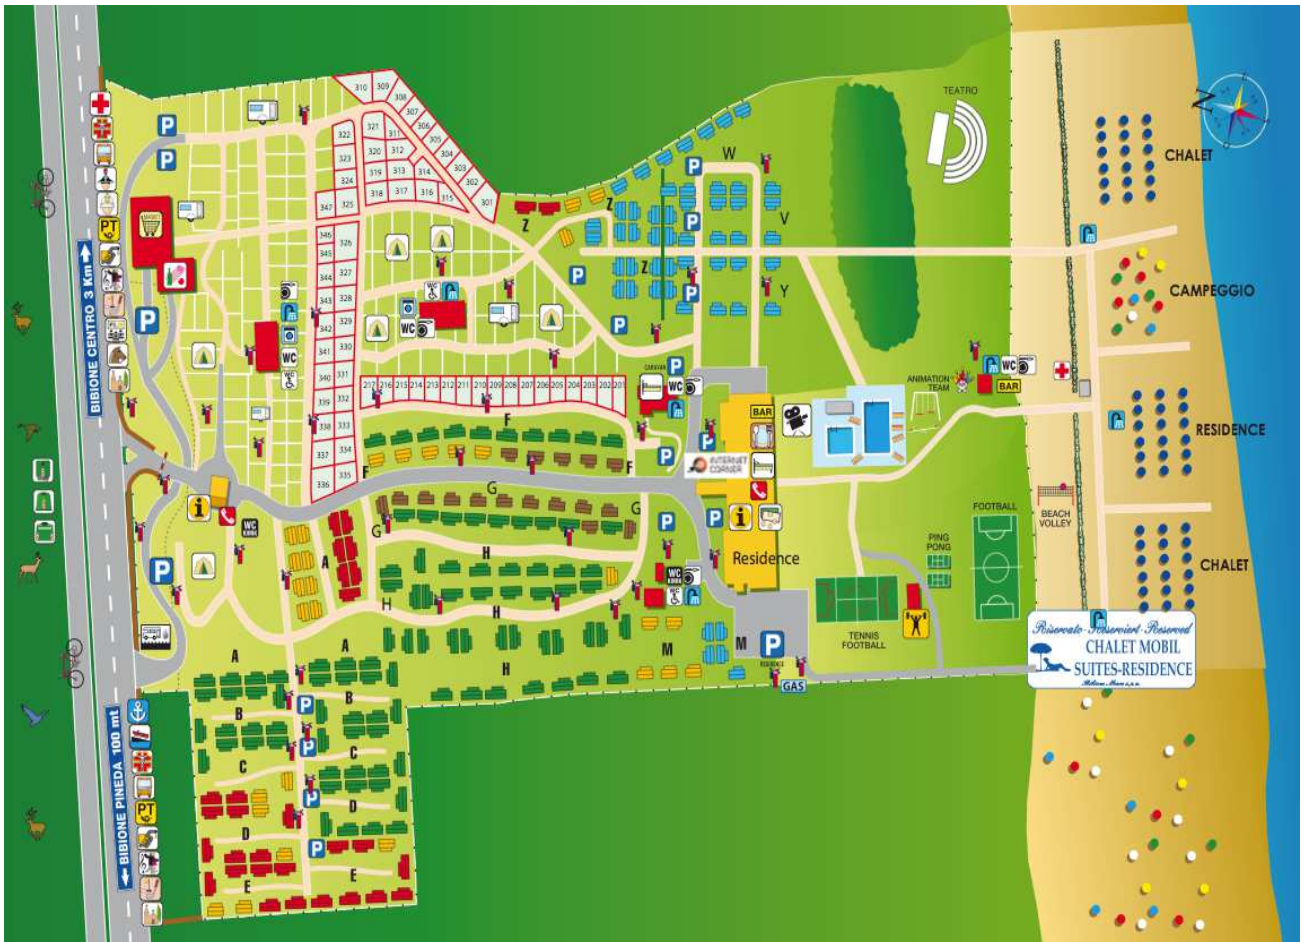 TEATRO
CHALET
CAMPEGGIO
RESIDENCE
CHALET
BIBIONE CENTRO 3 Km
BIBIONE PINEDA 100 mt
PT
PT
P
P
P
P
N
310
309
308
307
306
305
304
303
302
301
322
321
311
323
320
312
324
319
313
314
347
325
318
317
316
315
346
326
345
344
327
343
328
342
329
341
330
340
331
339
332
338
333
337
334
336
335
217
216
215
214
213
212
211
210
209
208
207
206
205
204
203
202
201
W
V
Z
Z
Z
Y
WC
WC
WC
WC
WC
WC
WC
BAR
BAR
INTERNET
CORNER
ANIMATION
TEAM
F
F
F
G
G
G
H
H
H
H
A
A
A
B
B
C
C
D
D
E
E
M
M
i
i
Residence
PING
PONG
FOOTBALL
BEACH
VOLLEY
TENNIS
FOOTBALL
P
GAS
Riservato-Reserviert-Reserved
CHALET MOBIL
SUITES-RESIDENCE